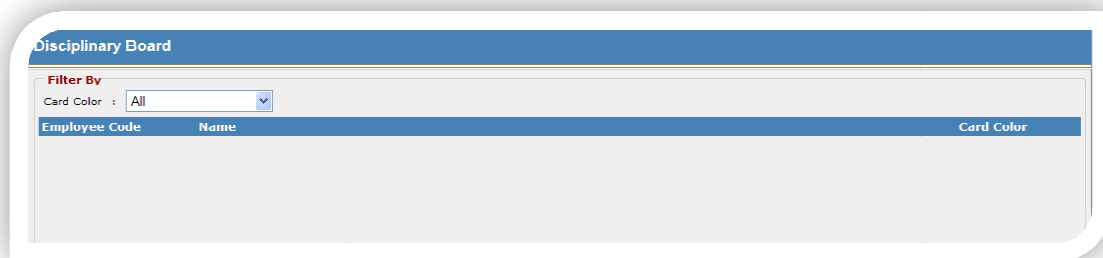 Disciplinary Board
Filter By
Card Color : All
Employee Code Name Card Color